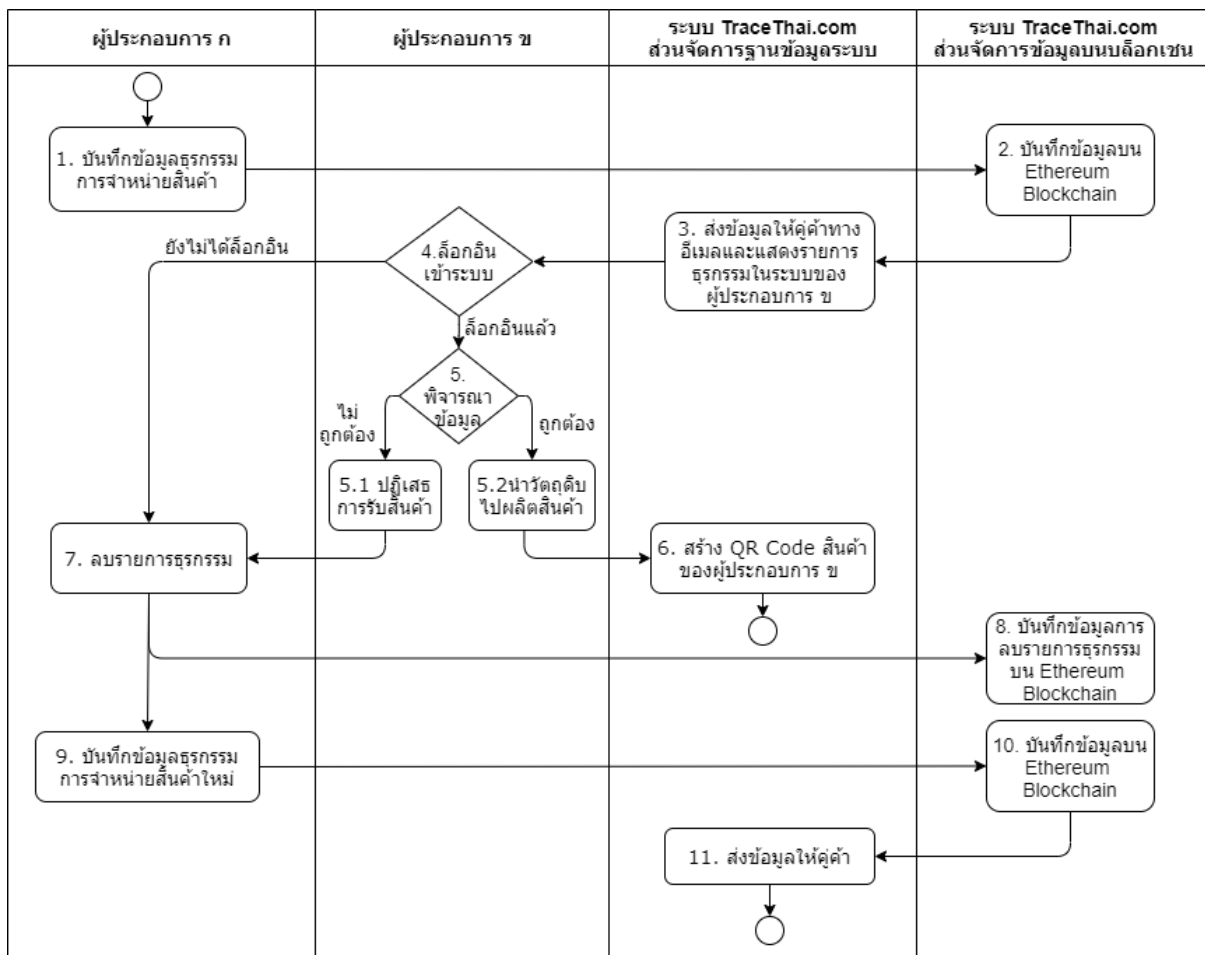 ผู้ประกอบการ ก
ผู้ประกอบการ ข
ระบบ TraceThai.com
ส่วนจัดการฐานข้อมูลระบบ
ระบบ TraceThai.com
ส่วนจัดการข้อมูลบนบล็อกเชน
1. บันทึกข้อมูลธุรกรรม
การจำหน่ายสินค้า
2. บันทึกข้อมูลบน
Ethereum
Blockchain
3. ส่งข้อมูลให้คู่ค้าทาง
อีเมลและแสดงรายการ
ธุรกรรมในระบบของ
ผู้ประกอบการ ข
4.ล็อกอิน
เข้าระบบ
ยังไม่ได้ล็อกอิน
ล็อกอินแล้ว
5.
พิจารณา
ข้อมูล
ไม่
ถูกต้อง
ถูกต้อง
5.1 ปฏิเสธ
การรับสินค้า
5.2นำวัตถุดิบ
ไปผลิตสินค้า
6. สร้าง QR Code สินค้า
ของผู้ประกอบการ ข
7. ลบรายการธุรกรรม
8. บันทึกข้อมูลการ
ลบรายการธุรกรรม
บน Ethereum
Blockchain
9. บันทึกข้อมูลธุรกรรม
การจำหน่ายสินค้าใหม่
10. บันทึกข้อมูลบน
Ethereum
Blockchain
11. ส่งข้อมูลให้คู่ค้า